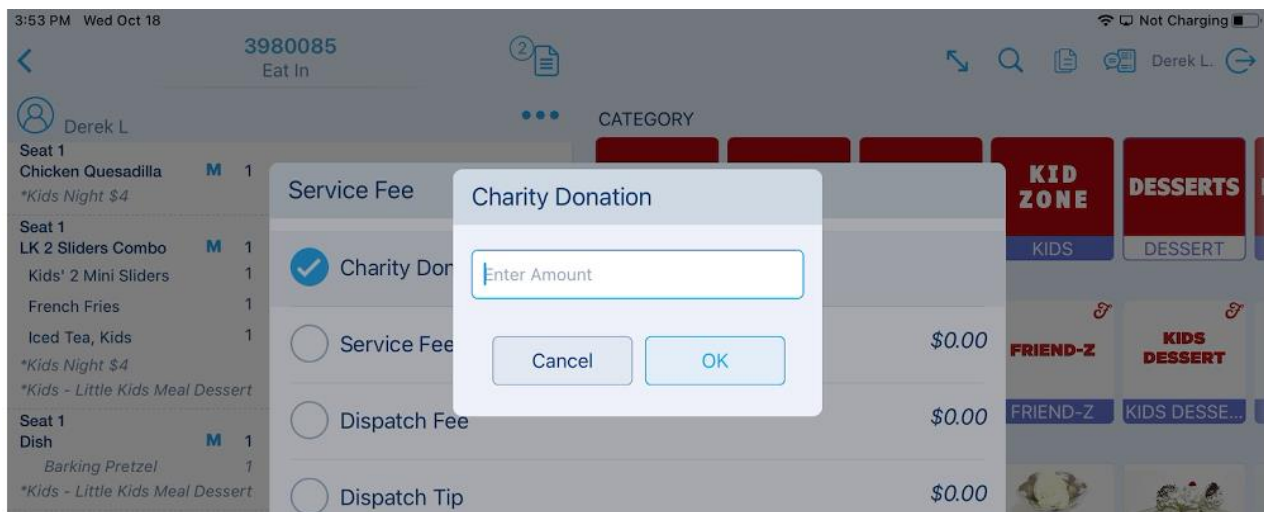 3:53 PM Wed Oct 18
Not Charging
3980085
Eat In
2
Derek L.
Derek L
CATEGORY
Seat 1
Chicken Quesadilla M 1
*Kids Night $4
Seat 1
LK 2 Sliders Combo M 1
Kids' 2 Mini Sliders 1
French Fries 1
Iced Tea, Kids 1
*Kids Night $4
*Kids - Little Kids Meal Dessert
Seat 1
Dish M 1
Barking Pretzel 1
*Kids - Little Kids Meal Dessert
Service Fee
Charity Don
Service Fee $0.00
Dispatch Fee $0.00
Dispatch Tip $0.00
Charity Donation
Enter Amount
Cancel
OK
KID
ZONE
KIDS
DESSERTS
DESSERT
FRIEND-Z
FRIEND-Z
KIDS
DESSERT
KIDS DESSE...